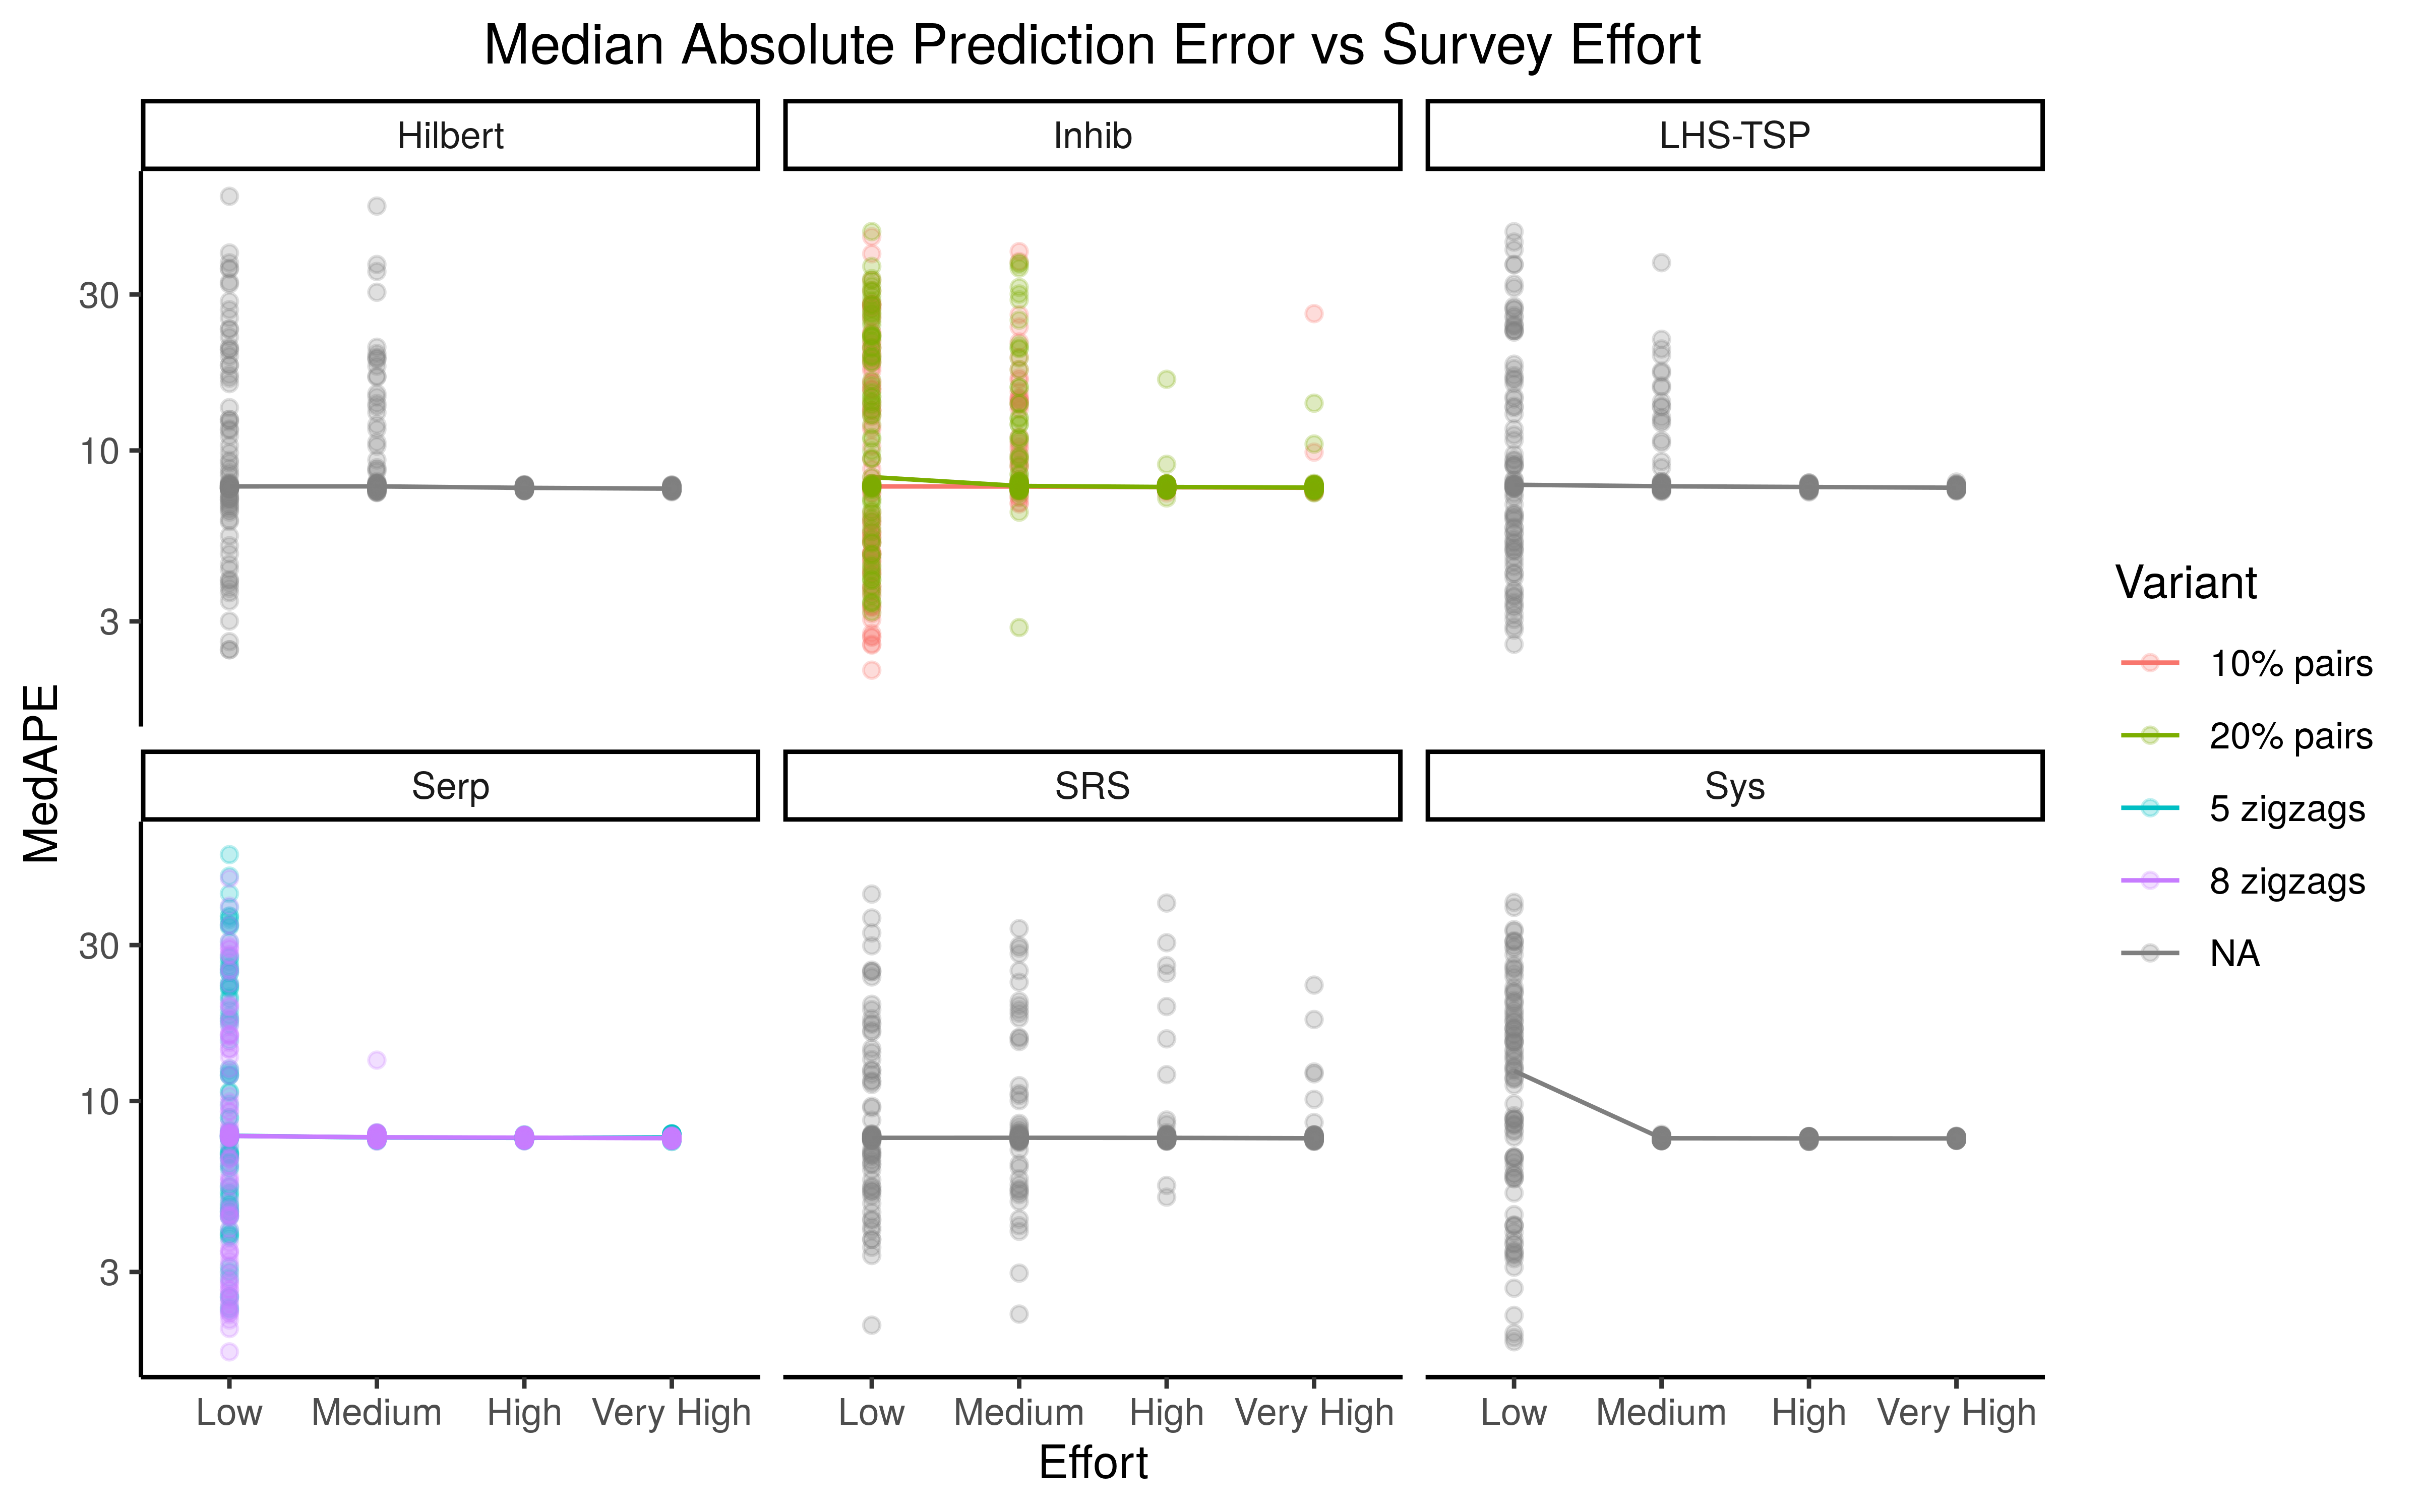 Median Absolute Prediction Error vs Survey Effort
Hilbert
Inhib
LHS-TSP
30
10
3
MedAPE
Serp
SRS
Sys
30
10
3
Low Medium High Very High
Low Medium High Very High
Low Medium High Very High
Effort
Variant
10% pairs
20% pairs
5 zigzags
8 zigzags
NA